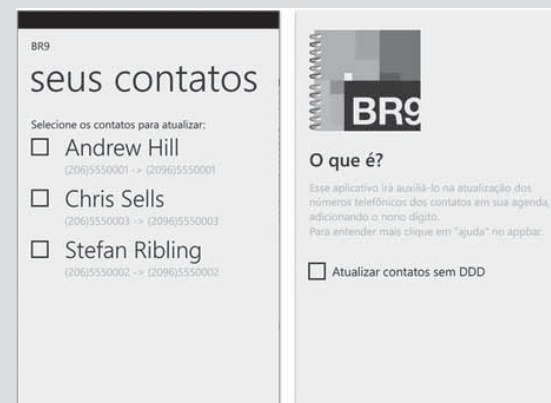 BR9
seus contatos
Selecione os contatos para atualizar:
Andrew Hill
(206)5550001 -> (2096)5550001
Chris Sells
(206)5550003 -> (2096)5550003
Stefan Ribling
(206)5550002 -> (2096)5550002
BR9
O que é?
Esse aplicativo irá auxiliá-lo na atualização dos
números telefônicos dos contatos em sua agenda,
adicionando o nono digito.
Para entender mais clique em "ajuda" no appbar.
Atualizar contatos sem DDD